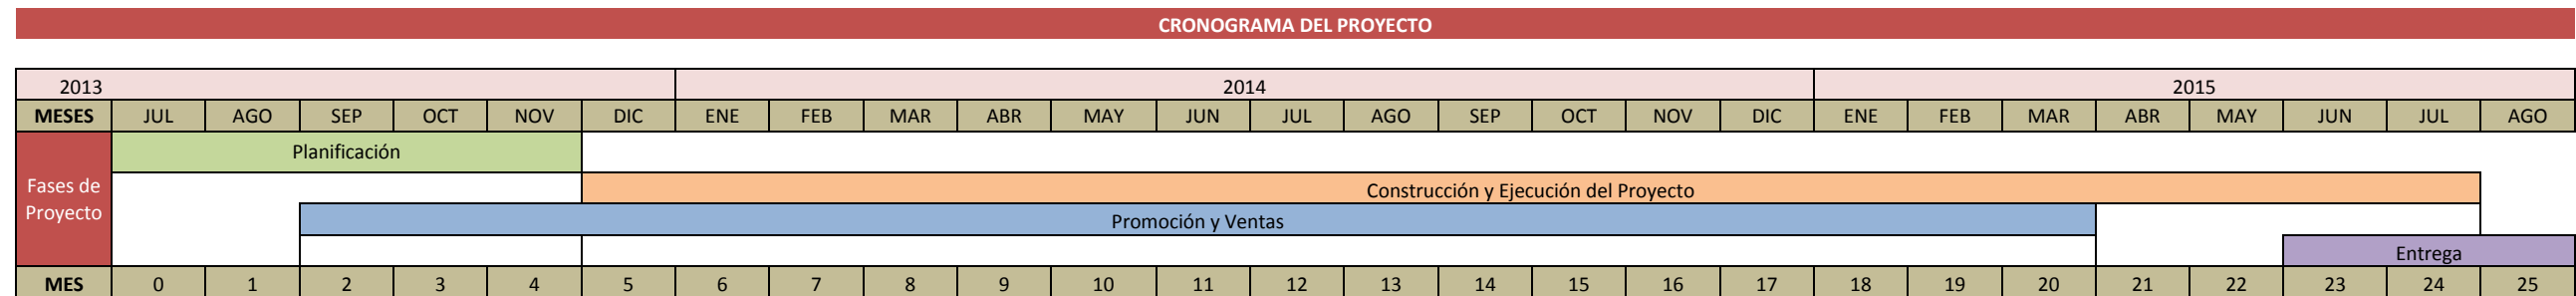 CRONOGRAMA DEL PROYECTO
2013 2014 2015
MESES JUL AGO SEP OCT NOV DIC ENE FEB MAR ABR MAY JUN JUL AGO SEP OCT NOV DIC ENE FEB MAR ABR MAY JUN JUL AGO
Planificación
Fases de
Proyecto
Construcción y Ejecución del Proyecto
Promoción y Ventas
Entrega
MES 0 1 2 3 4 5 6 7 8 9 10 11 12 13 14 15 16 17 18 19 20 21 22 23 24 25